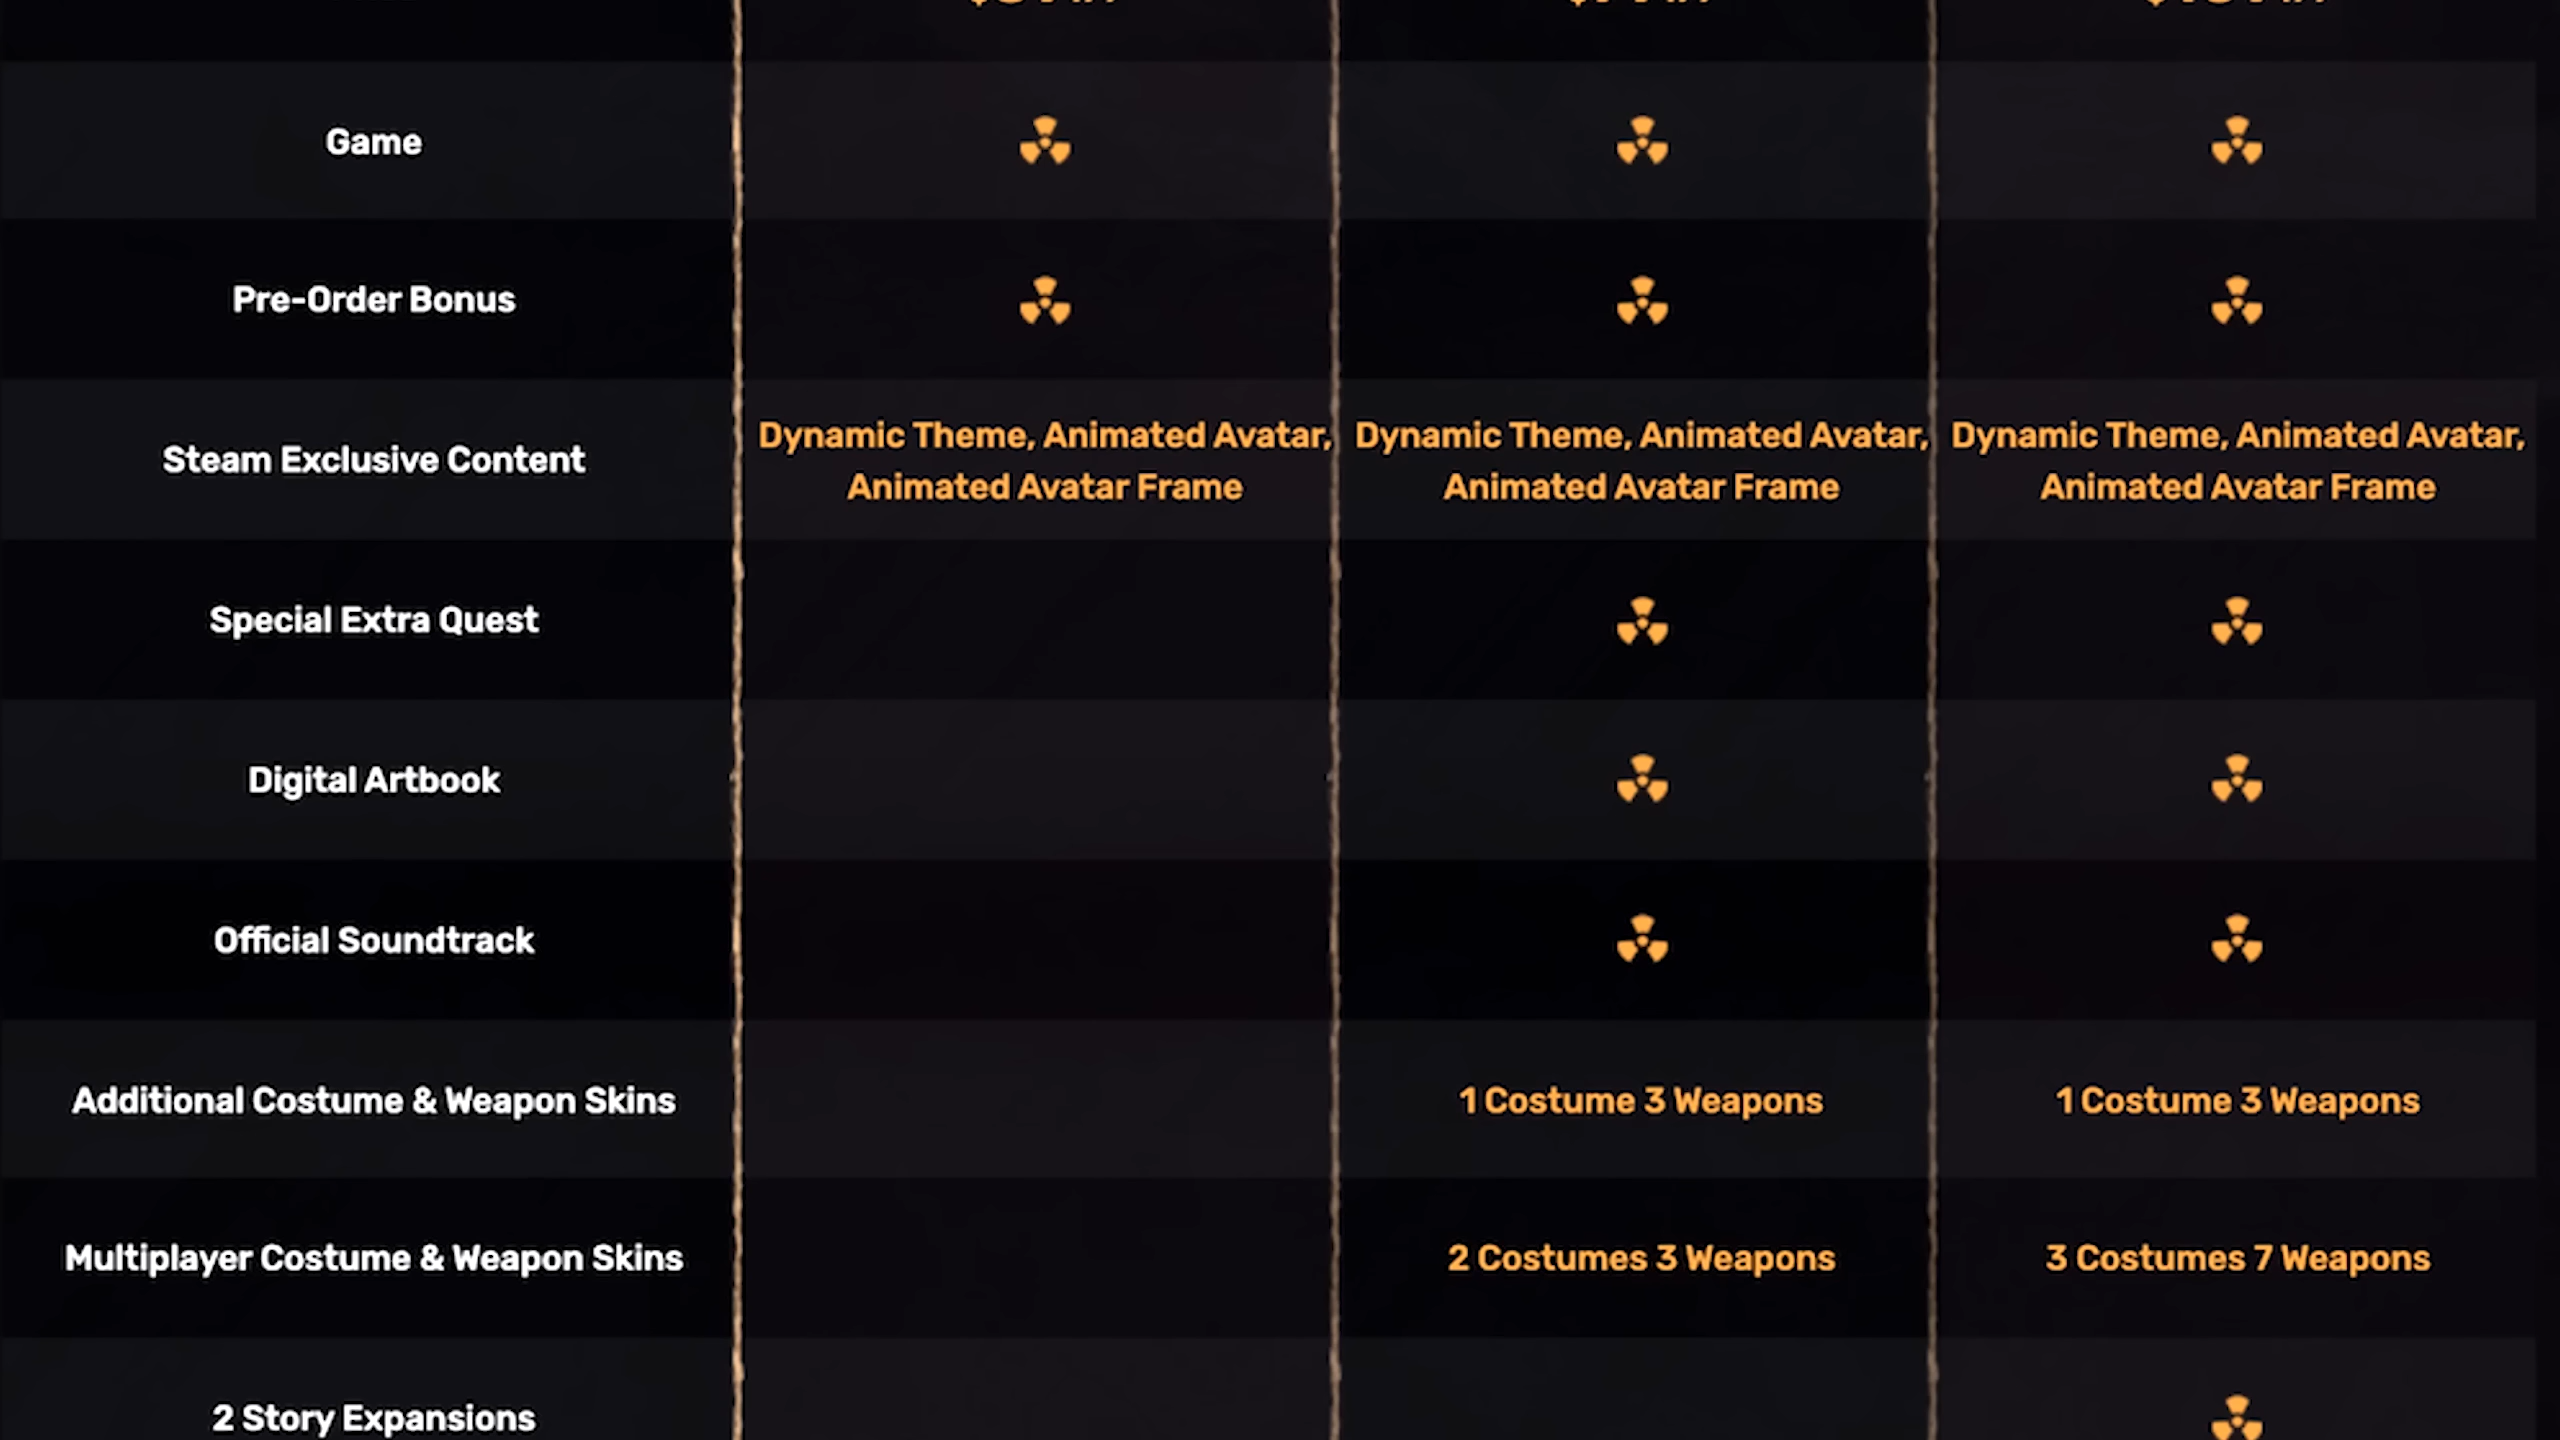 Game
Pre-Order Bonus
Steam Exclusive Content
Dynamic Theme, Animated Avatar,
Animated Avatar Frame
Dynamic Theme, Animated Avatar,
Animated Avatar Frame
Dynamic Theme, Animated Avatar,
Animated Avatar Frame
Special Extra Quest
Digital Artbook
Official Soundtrack
Additional Costume & Weapon Skins
1 Costume 3 Weapons
1 Costume 3 Weapons
Multiplayer Costume & Weapon Skins
2 Costumes 3 Weapons
3 Costumes 7 Weapons
2 Story Expansions